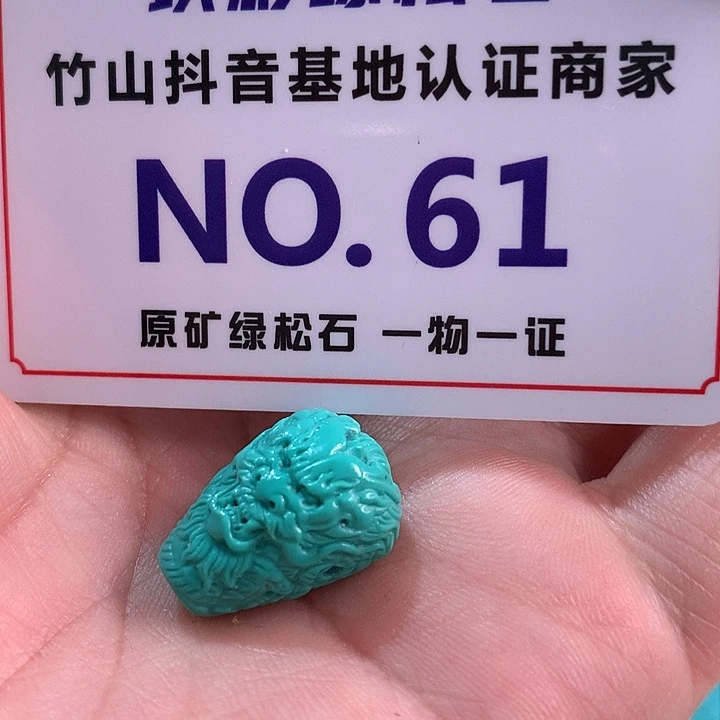 竹山抖音基地认证商家
NO.61
原矿绿松石 一物一证